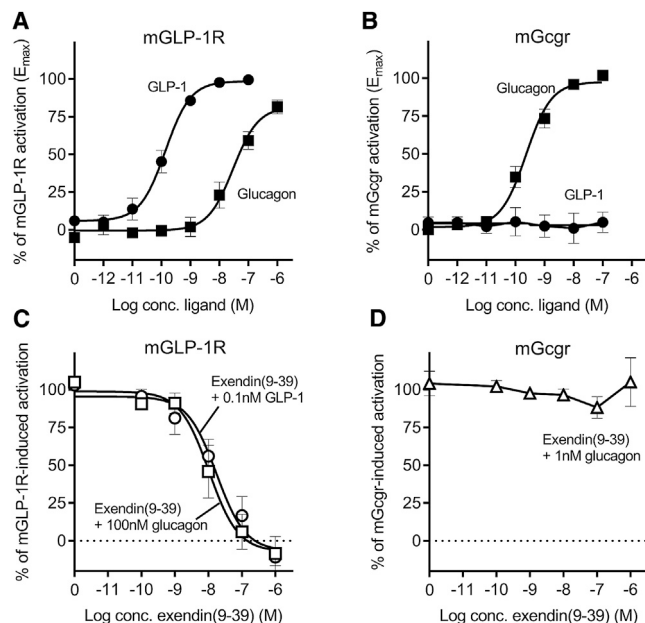 A
mGLP-1R
% of mGLP-1R activation (Emax)
100
75
50
25
0
GLP-1
Glucagon
0 -12 -11 -10 -9 -8 -7 -6
Log conc. ligand (M)
B
mGcgr
% of mGcgr activation (Emax)
100
75
50
25
0
Glucagon
GLP-1
0 -12 -11 -10 -9 -8 -7 -6
Log conc. ligand (M)
C
mGLP-1R
% of mGLP-1R-induced activation
100
75
50
25
0
Exendin(9-39)
+ 0.1nM GLP-1
Exendin(9-39)
+ 100nM glucagon
0 -10 -9 -8 -7 -6
Log conc. exendin(9-39) (M)
D
mGcgr
% of mGcgr-induced activation
100
75
50
25
0
Exendin(9-39)
+ 1nM glucagon
0 -10 -9 -8 -7 -6
Log conc. exendin(9-39) (M)